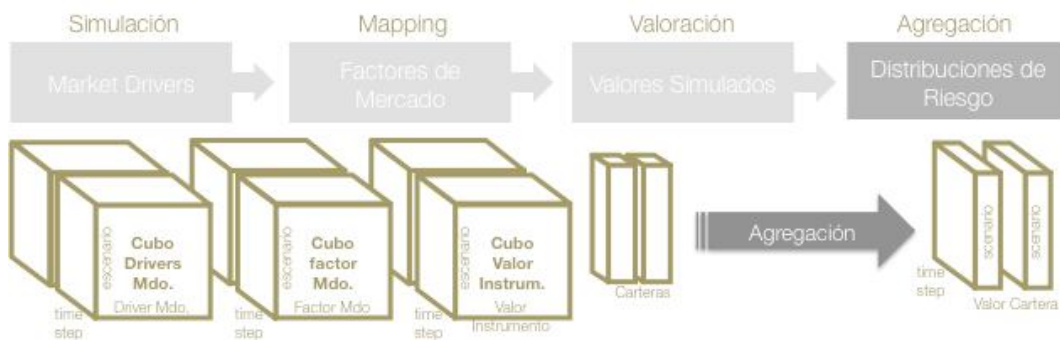 Simulación
Mapping
Valoración
Agregación
Market Drivers
Factores de
Mercado
Valores Simulados
Distribuciones de
Riesgo
escenario
Cubo
Drivers
Mdo.
Driver Mdo.
time
step
escenario
Cubo
factor
Mdo.
Factor Mdo
time
step
escenario
Cubo
Valor
Instrum.
Valor
Instrumento
time
step
Carteras
Agregación
scenario
scenario
time
step
Valor Cartera